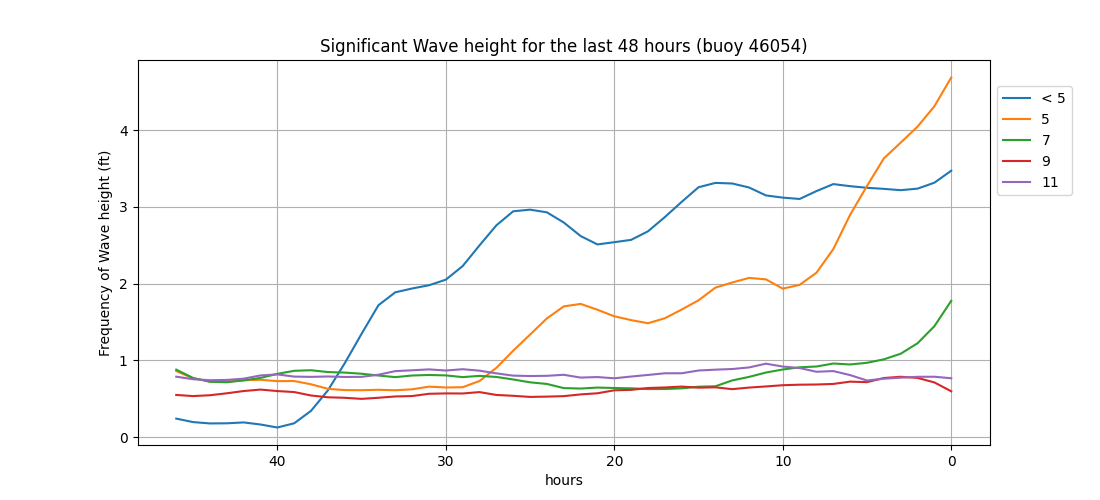 Significant Wave height for the last 48 hours (buoy 46054)
Frequency of Wave height (ft)
4
3
2
1
0
40 30 20 10 0
hours
< 5
5
7
9
11